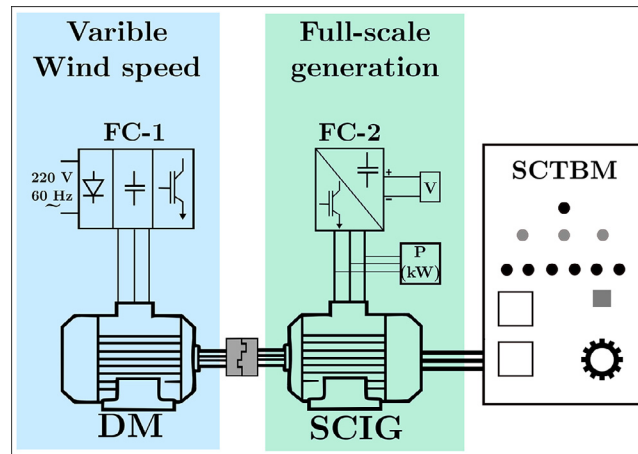 Varible
Wind speed
Full-scale
generation
FC-1
FC-2
220 V
60 Hz
~
+
−
V
P
(kW)
SCTBM
DM
SCIG